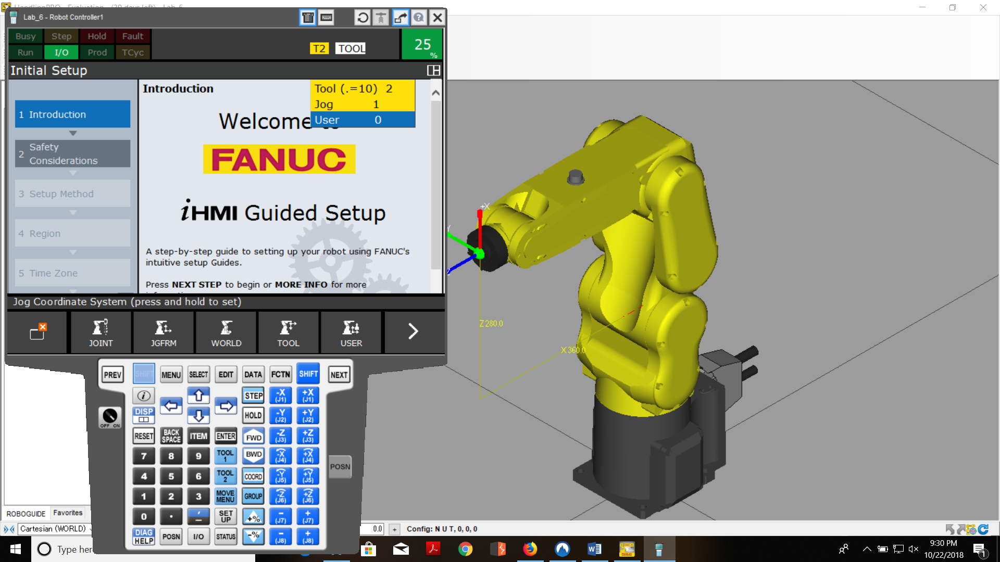 HandlingPRO - Evaluation - (30 days left) - Lab_6
Lab_6 - Robot Controller1
Busy Step Hold Fault
Run I/O Prod TCyc
T2 TOOL
25 %
Initial Setup
1 Introduction
2 Safety Considerations
3 Setup Method
4 Region
5 Time Zone
Introduction
Tool (.=10) 2
Jog 1
User 0
Welcome
FANUC
iHMI Guided Setup
A step-by-step guide to setting up your robot using FANUC's
intuitive setup Guides.
Press NEXT STEP to begin or MORE INFO for more
Jog Coordinate System (press and hold to set)
JOINT JGFRM WORLD TOOL USER
PREV SHIFT MENU SELECT EDIT DATA FCTN SHIFT NEXT
i STEP -X (J1) +X (J1)
DISP HOLD -Y (J2) +Y (J2)
OFF ON
RESET BACK SPACE ITEM ENTER FWD -Z (J3) +Z (J3)
7 8 9 TOOL 1 BWD -X (J4) +X (J4)
POSN
4 5 6 TOOL 2 COORD -Y (J5) +Y (J5)
1 2 3 MOVE MENU GROUP -Z (J6) +Z (J6)
0 . , - SET UP +% - (J7) + (J7)
DIAG HELP POSN I/O STATUS -% - (J8) + (J8)
+X
Y
Z
Z 280.0
X 360.0
ROBOGUIDE Favorites
Cartesian (WORLD)
0.0 + Config: N U T, 0, 0, 0
Type her
9:30 PM
10/22/2018
1